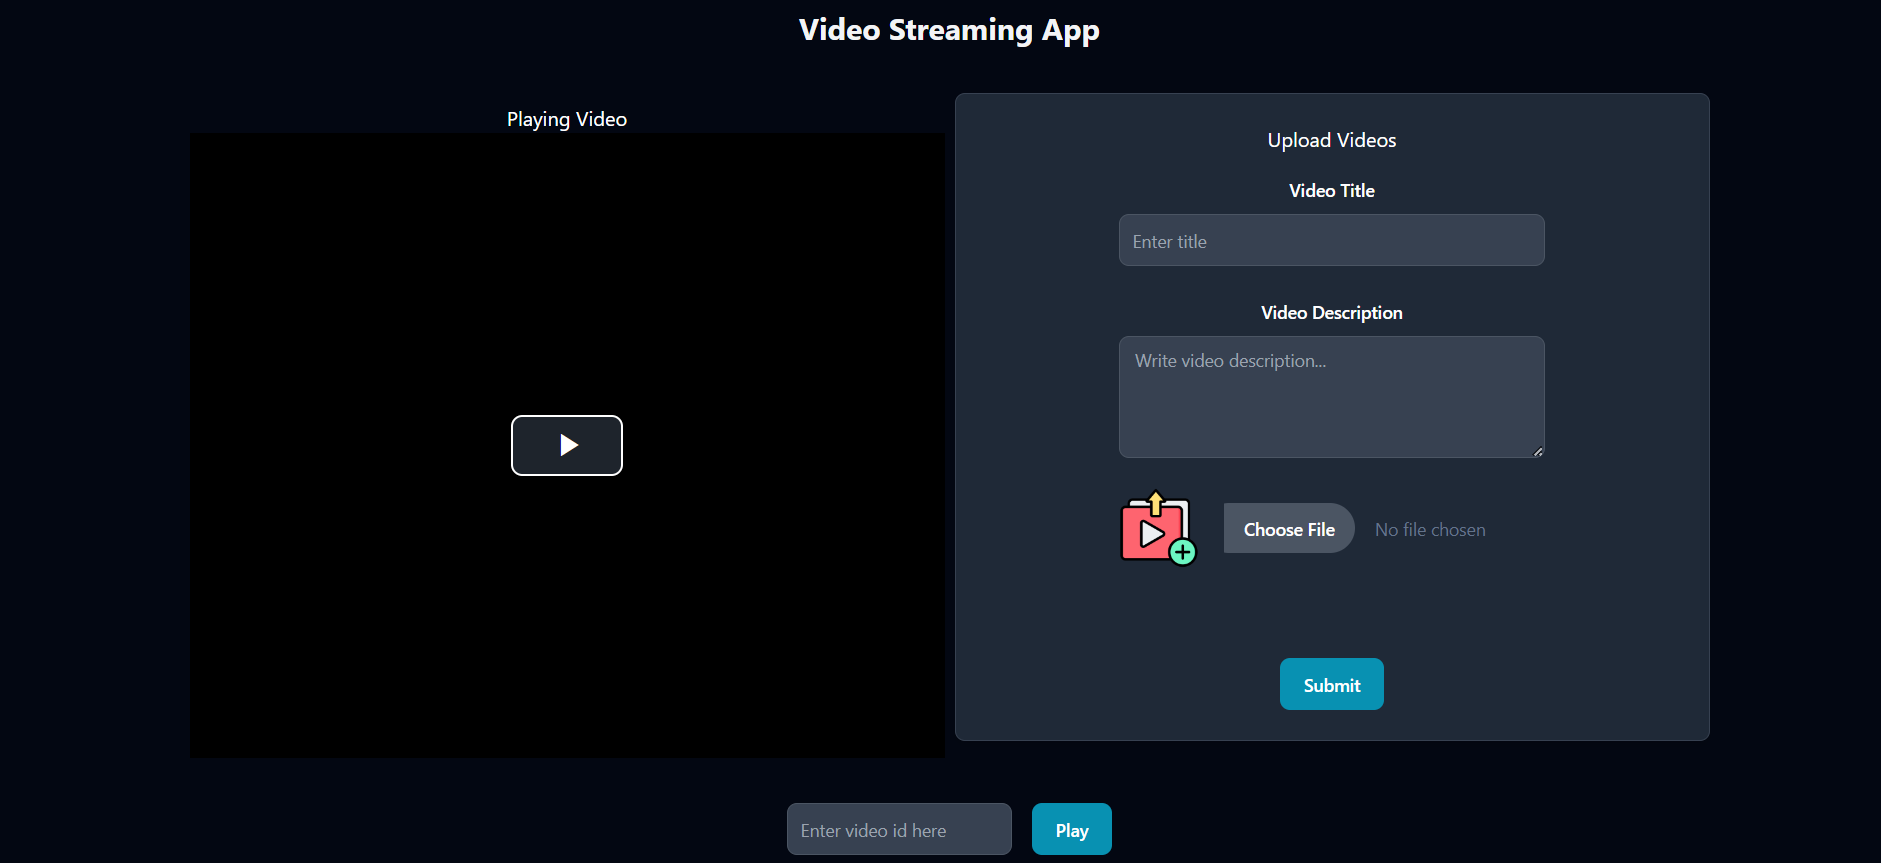 Video Streaming App
Playing Video
Upload Videos
Video Title
Enter title
Video Description
Write video description...
Choose File No file chosen
Submit
Enter video id here Play